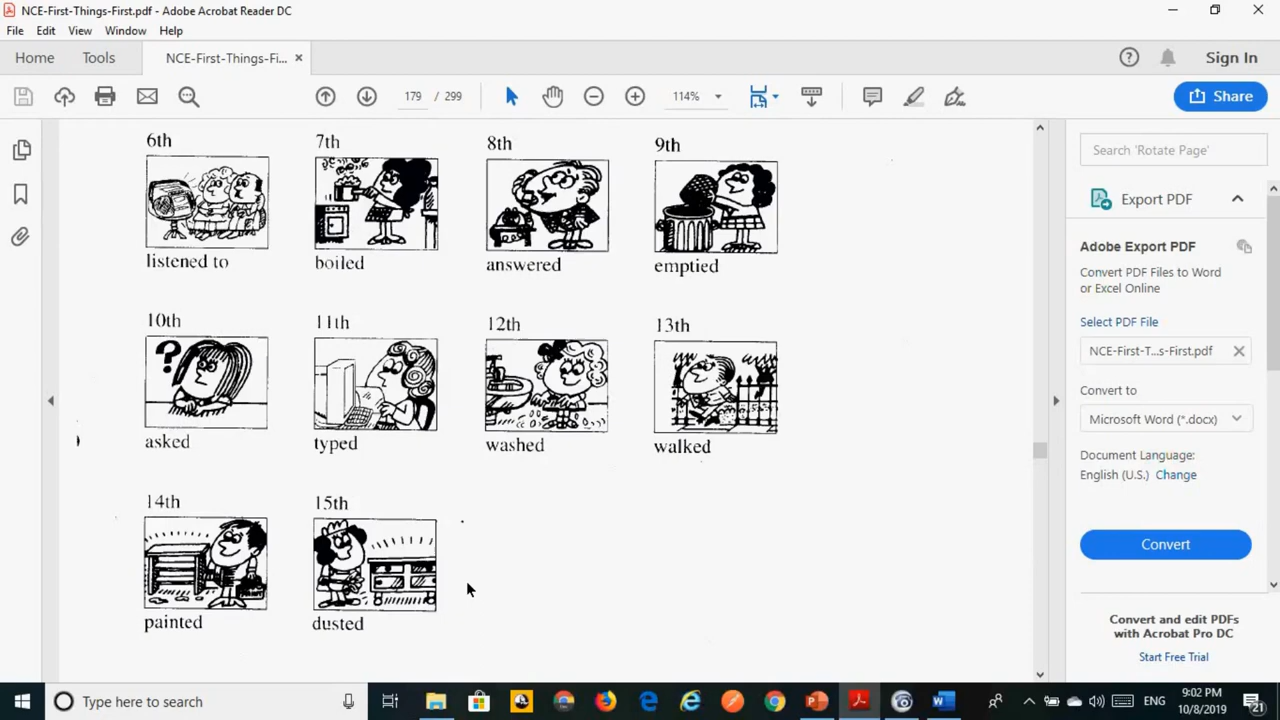 NCE-First-Things-First.pdf - Adobe Acrobat Reader DC
File Edit View Window Help
Home Tools NCE-First-Things-Fi... × Sign In
179 / 299 114% Share
6th 7th 8th 9th
listened to boiled answered emptied
10th 11th 12th 13th
?
asked typed washed walked
14th 15th
painted dusted
Search 'Rotate Page'
Export PDF
Adobe Export PDF
Convert PDF Files to Word
or Excel Online
Select PDF File
NCE-First-T...s-First.pdf
Convert to
Microsoft Word (*.docx)
Document Language:
English (U.S.) Change
Convert
Convert and edit PDFs
with Acrobat Pro DC
Start Free Trial
Type here to search
ENG
9:02 PM
10/8/2019
21